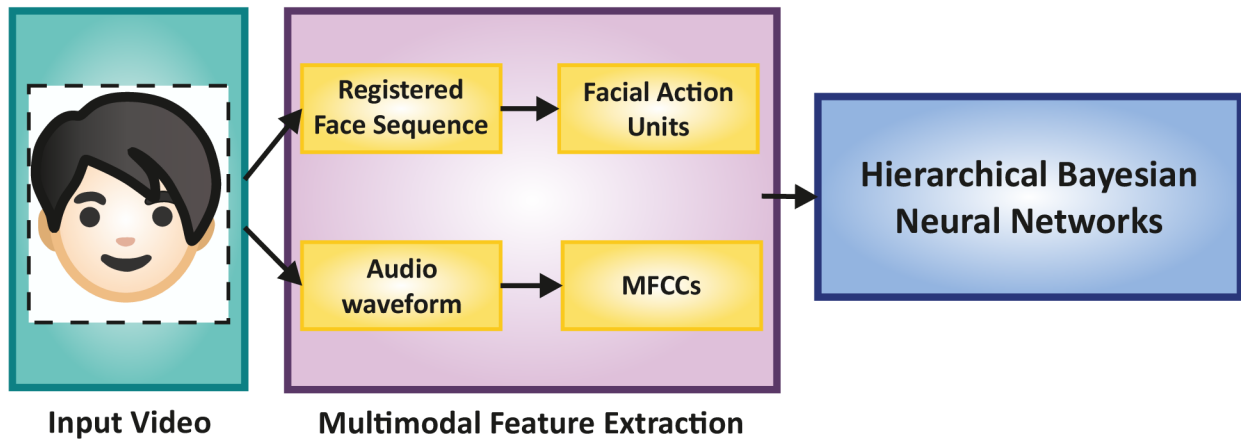 Registered
Face Sequence
Facial Action
Units
Audio
waveform
MFCCs
Hierarchical Bayesian
Neural Networks
Input Video
Multimodal Feature Extraction